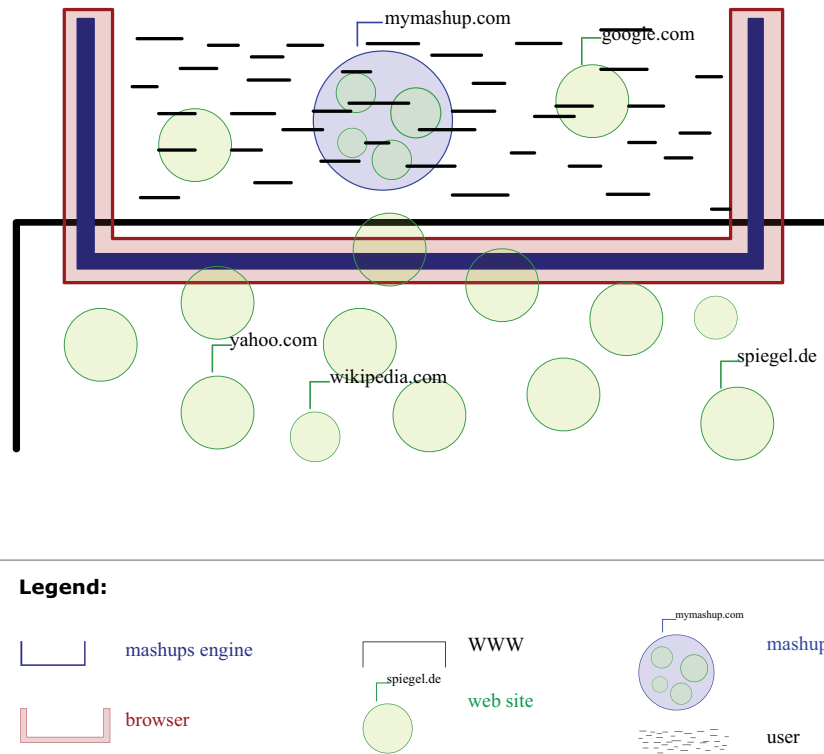 mymashup.com
google.com
yahoo.com
wikipedia.com
spiegel.de
Legend:
mashups engine
WWW
mymashup.com
mashup
spiegel.de
web site
browser
user